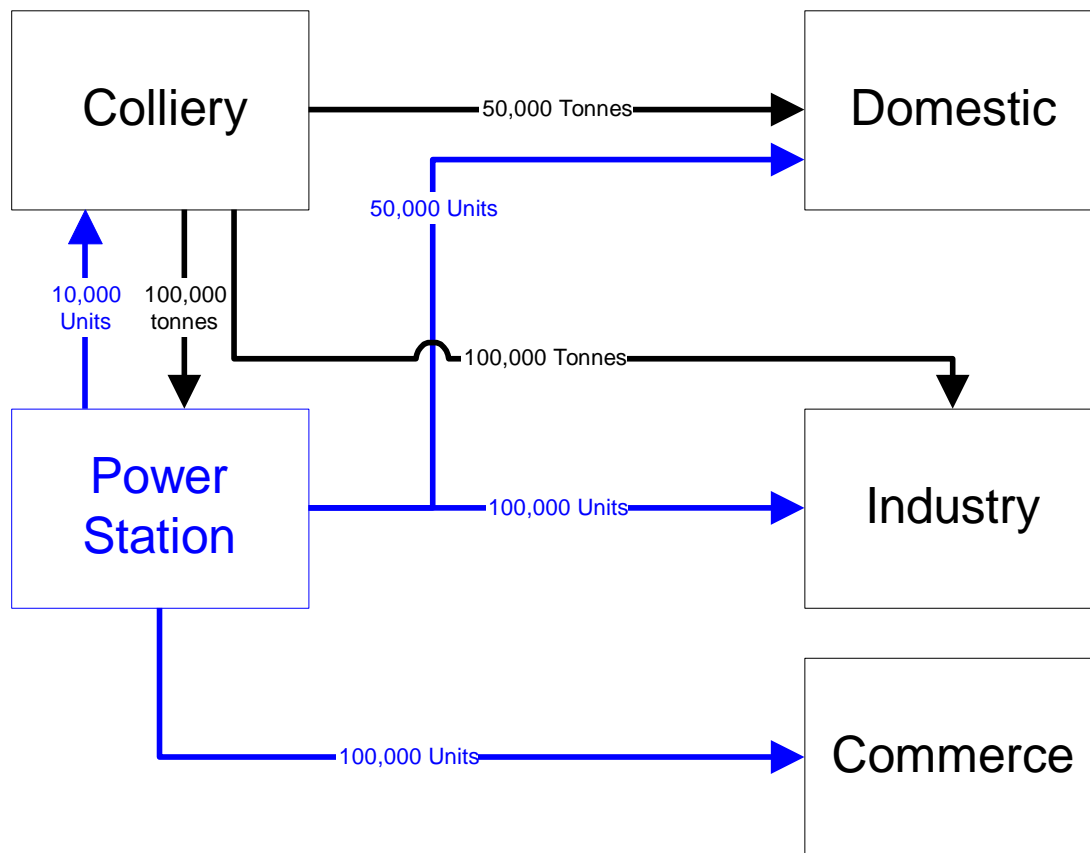 Colliery
50,000 Tonnes
Domestic
50,000 Units
10,000
Units
100,000
tonnes
100,000 Tonnes
Power
Station
100,000 Units
Industry
100,000 Units
Commerce